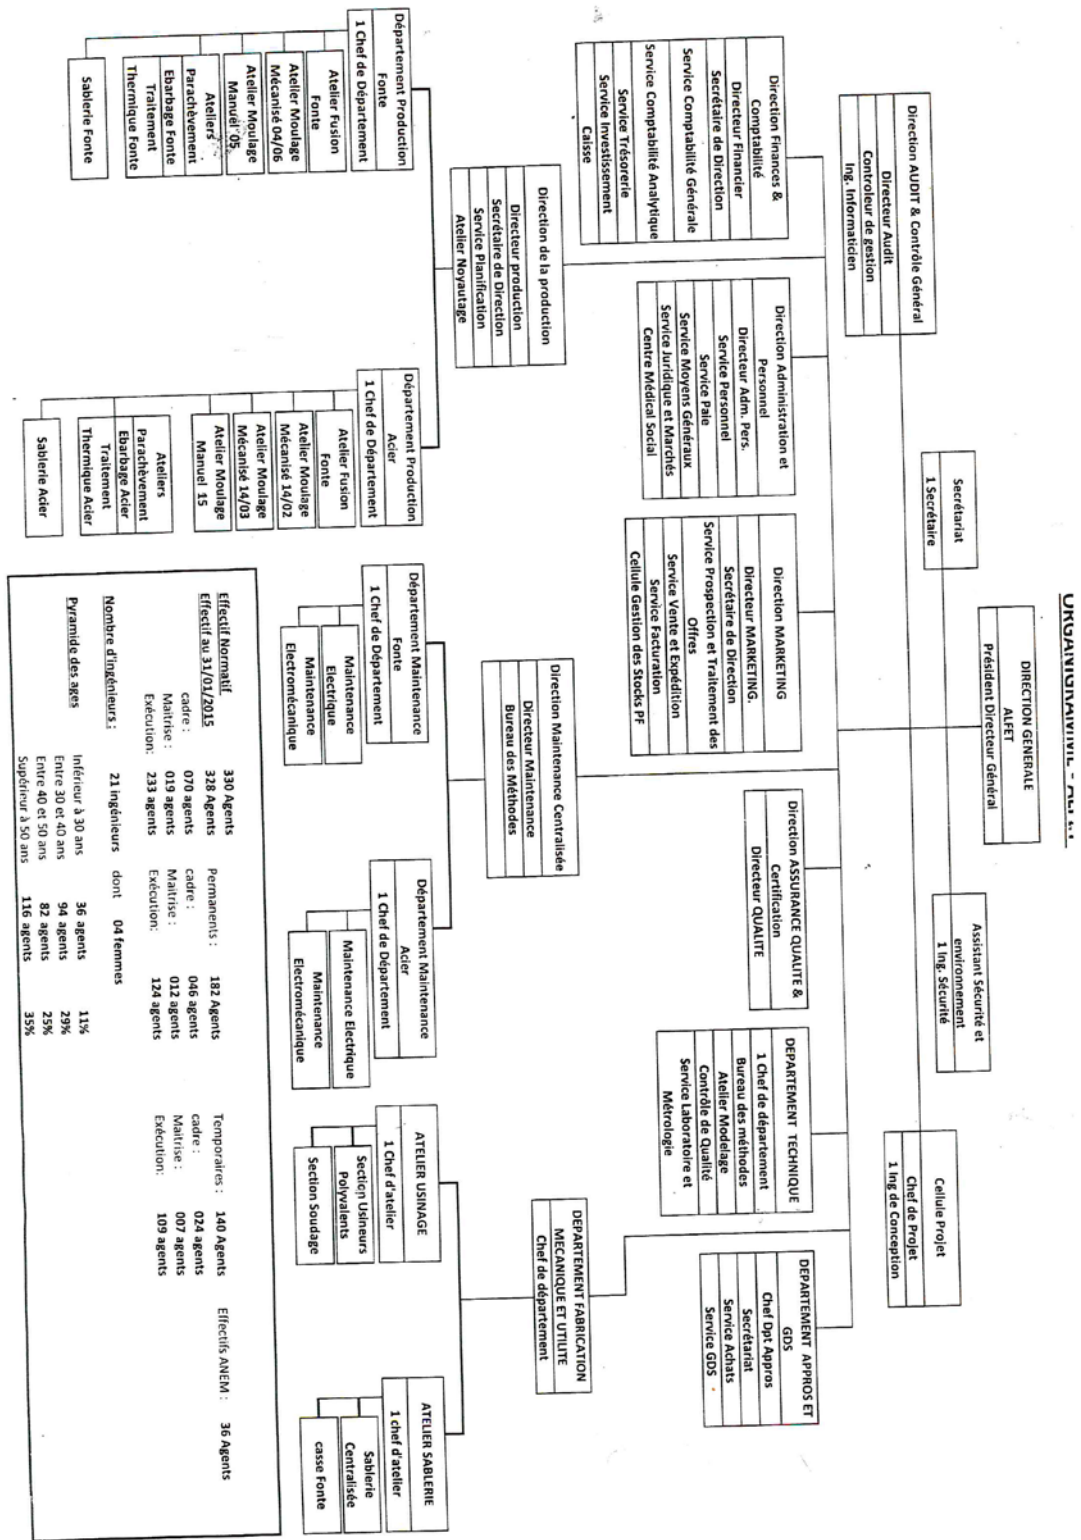 ORGANIGRAMME - ALFET
DIRECTION GENERALE
ALFET
Président Directeur Général
Secrétariat
1 Secrétaire
Assistant Sécurité et
environnement
1 Ing. Sécurité
Direction AUDIT & Contrôle Général
Directeur Audit
Controleur de gestion
Ing. Informaticien
Cellule Projet
Chef de Projet
1 Ing de Conception
Direction Finances &
Comptabilité
Directeur Financier
Secrétaire de Direction
Service Comptabilité Générale
Service Comptabilité Analytique
Service Trésorerie
Service Investissement
Caisse
Direction Administration et
Personnel
Directeur Adm. Pers.
Service Personnel
Service Paie
Service Moyens Généraux
Service Juridique et Marchés
Centre Médical Social
Direction MARKETING
Directeur MARKETING.
Secrétaire de Direction
Service Prospection et Traitement des
Offres
Service Vente et Expédition
Service Facturation
Cellule Gestion des Stocks PF
Direction ASSURANCE QUALITE &
Certification
Directeur QUALITE
DEPARTEMENT TECHNIQUE
1 Chef de département
Bureau des méthodes
Atelier Modelage
Contrôle de Qualité
Service Laboratoire et
Métrologie
DEPARTEMENT APPROS ET
GDS
Chef Dpt Appros
Secrétariat
Service Achats
Service GDS
Direction de la production
Directeur production
Secrétaire de Direction
Service Planification
Atelier Noyautage
Direction Maintenance Centralisée
Directeur Maintenance
Bureau des Méthodes
DEPARTEMENT FABRICATION
MECANIQUE ET UTILITE
Chef de département
Département Production
Fonte
1 Chef de Département
Atelier Fusion
Fonte
Atelier Moulage
Mécanisé 04/06
Atelier Moulage
Manuel 05
Ateliers
Parachèvement
Ebarbage Fonte
Traitement
Thermique Fonte
Sablerie Fonte
Département Production
Acier
1 Chef de Département
Atelier Fusion
Fonte
Atelier Moulage
Mécanisé 14/02
Atelier Moulage
Mécanisé 14/03
Atelier Moulage
Manuel 15
Ateliers
Parachèvement
Ebarbage Acier
Traitement
Thermique Acier
Sablerie Acier
Département Maintenance
Fonte
1 Chef de Département
Maintenance
Electrique
Maintenance
Electromécanique
Département Maintenance
Acier
1 Chef de Département
Maintenance Electrique
Maintenance
Electromécanique
ATELIER USINAGE
1 Chef d'atelier
Section Usineurs
Polyvalents
Section Soudage
ATELIER SABLERIE
1 chef d'atelier
Sablerie
Centralisée
casse Fonte
Effectif Normatif 330 Agents
Effectif au 31/01/2015 328 Agents Permanents : 182 Agents Temporaires : 140 Agents Effectifs ANEM : 36 Agents
cadre : 070 agents cadre : 046 agents cadre : 024 agents
Maitrise : 019 agents Maitrise : 012 agents Maitrise : 007 agents
Exécution: 233 agents Exécution: 124 agents Exécution: 109 agents
Nombre d'ingénieurs : 21 ingénieurs dont 04 femmes
Pyramide des ages
Inférieur à 30 ans 36 agents 11%
Entre 30 et 40 ans 94 agents 29%
Entre 40 et 50 ans 82 agents 25%
Supérieur à 50 ans 116 agents 35%